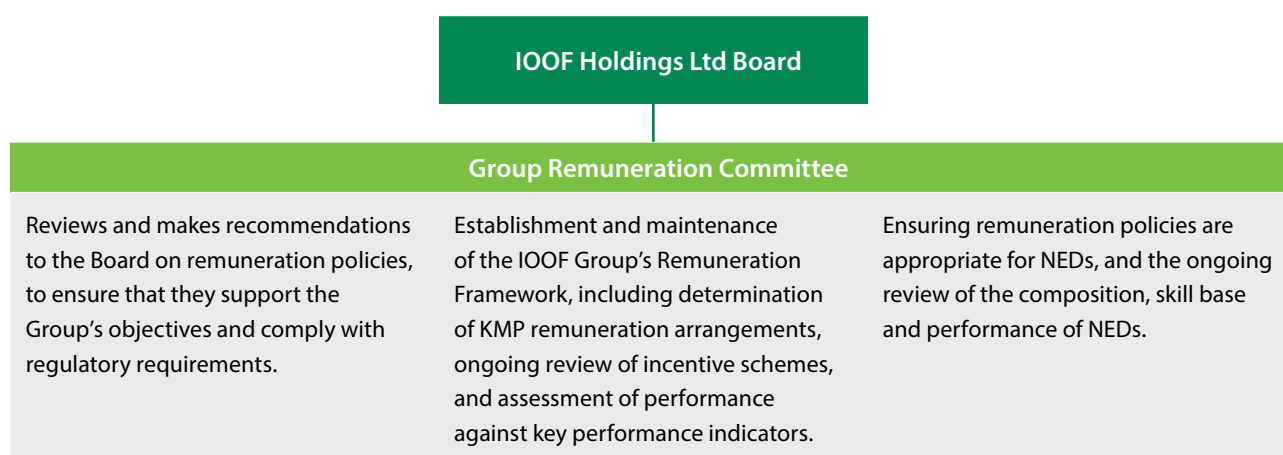 IOOF Holdings Ltd Board
Group Remuneration Committee
Reviews and makes recommendations
to the Board on remuneration policies,
to ensure that they support the
Group’s objectives and comply with
regulatory requirements.
Establishment and maintenance
of the IOOF Group’s Remuneration
Framework, including determination
of KMP remuneration arrangements,
ongoing review of incentive schemes,
and assessment of performance
against key performance indicators.
Ensuring remuneration policies are
appropriate for NEDs, and the ongoing
review of the composition, skill base
and performance of NEDs.